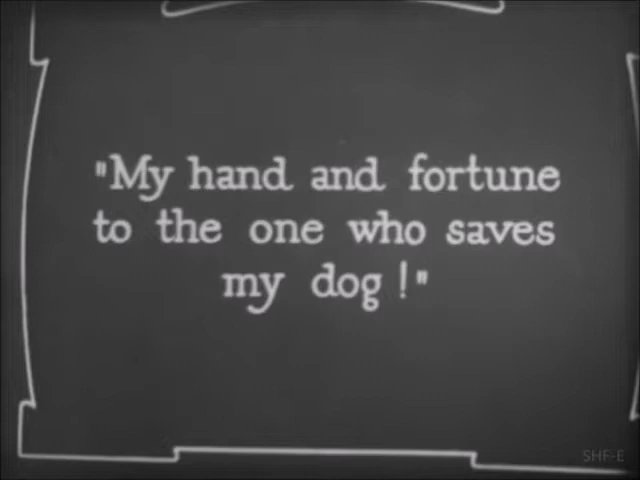 "My hand and fortune
to the one who saves
my dog!"
SHF-E